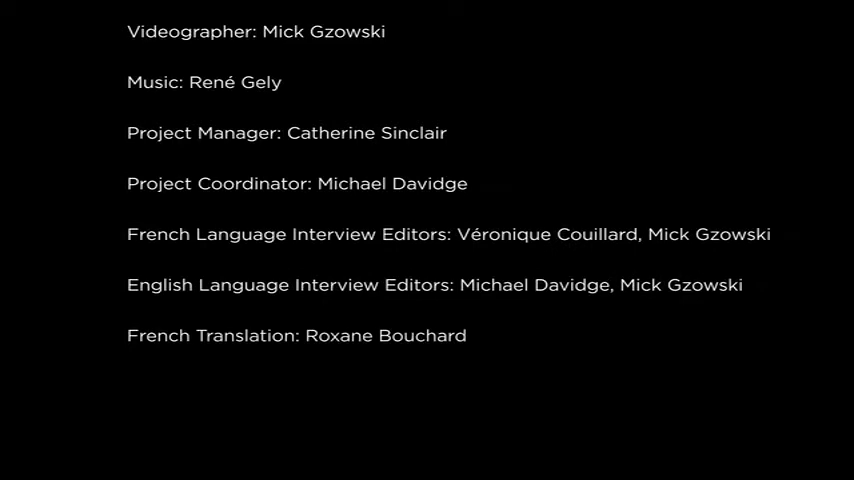 Videographer: Mick Gzowski
Music: René Gely
Project Manager: Catherine Sinclair
Project Coordinator: Michael Davidge
French Language Interview Editors: Véronique Couillard, Mick Gzowski
English Language Interview Editors: Michael Davidge, Mick Gzowski
French Translation: Roxane Bouchard